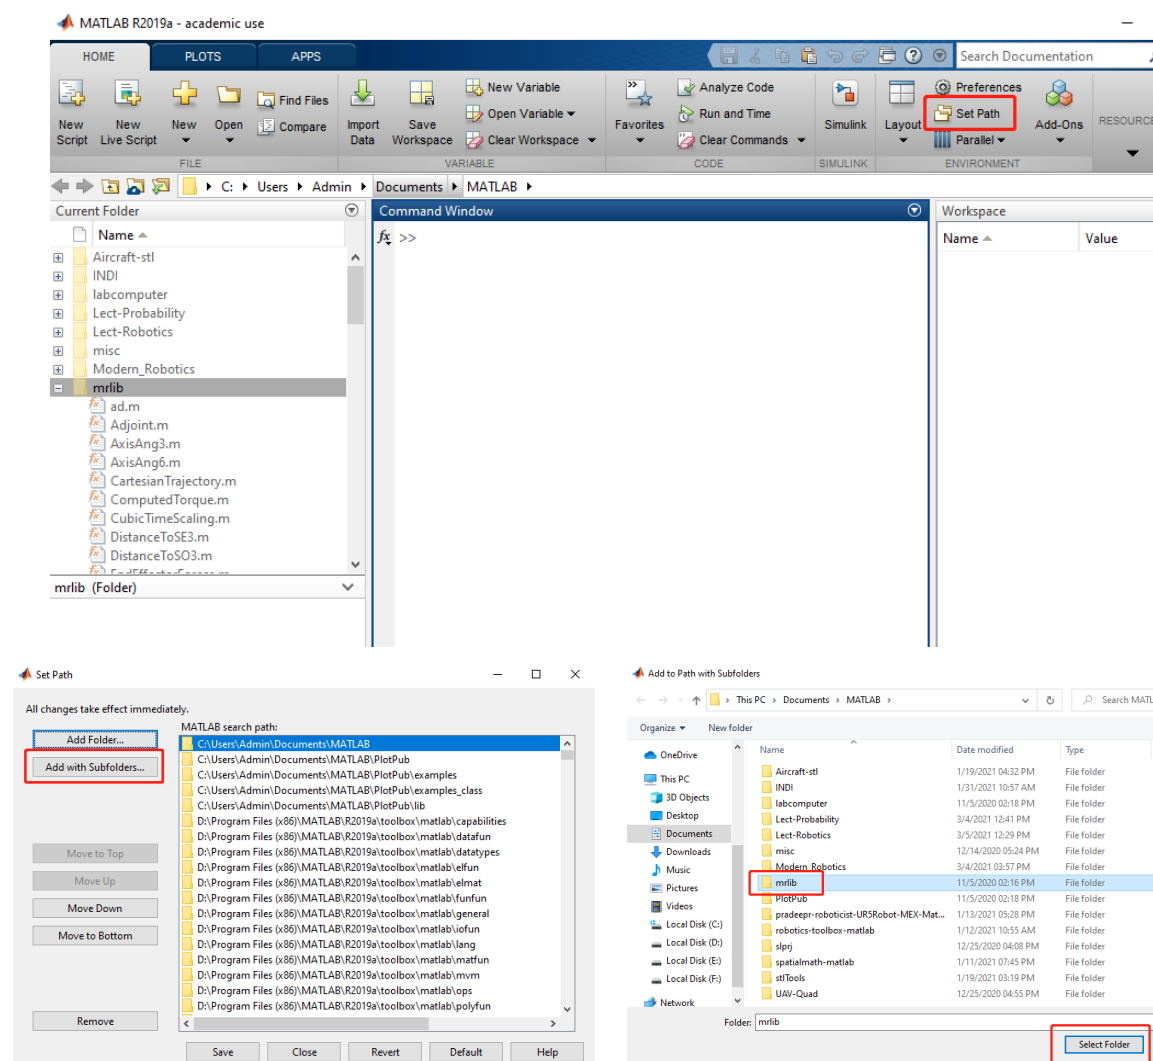 MATLAB R2019a - academic use
HOME PLOTS APPS Search Documentation
New Script
New Live Script
New
Open
Find Files
Compare
FILE
Import Data
Save Workspace
New Variable
Open Variable
Clear Workspace
VARIABLE
Favorites
Analyze Code
Run and Time
Clear Commands
CODE
Simulink
SIMULINK
Layout
Preferences
Set Path
Parallel
Add-Ons
ENVIRONMENT
RESOURCE
C: Users Admin Documents MATLAB
Current Folder
Name
Aircraft-stl
INDI
labcomputer
Lect-Probability
Lect-Robotics
misc
Modern_Robotics
mrlib
ad.m
Adjoint.m
AxisAng3.m
AxisAng6.m
CartesianTrajectory.m
ComputedTorque.m
CubicTimeScaling.m
DistanceToSE3.m
DistanceToSO3.m
mrlib (Folder)
Command Window
fx >>
Workspace
Name Value
Set Path
All changes take effect immediately.
MATLAB search path:
Add Folder...
Add with Subfolders...
Move to Top
Move Up
Move Down
Move to Bottom
Remove
C:\Users\Admin\Documents\MATLAB
C:\Users\Admin\Documents\MATLAB\PlotPub
C:\Users\Admin\Documents\MATLAB\PlotPub\examples
C:\Users\Admin\Documents\MATLAB\PlotPub\examples_class
C:\Users\Admin\Documents\MATLAB\PlotPub\lib
D:\Program Files (x86)\MATLAB\R2019a\toolbox\matlab\capabilities
D:\Program Files (x86)\MATLAB\R2019a\toolbox\matlab\datafun
D:\Program Files (x86)\MATLAB\R2019a\toolbox\matlab\datatypes
D:\Program Files (x86)\MATLAB\R2019a\toolbox\matlab\elfun
D:\Program Files (x86)\MATLAB\R2019a\toolbox\matlab\elmat
D:\Program Files (x86)\MATLAB\R2019a\toolbox\matlab\funfun
D:\Program Files (x86)\MATLAB\R2019a\toolbox\matlab\general
D:\Program Files (x86)\MATLAB\R2019a\toolbox\matlab\iofun
D:\Program Files (x86)\MATLAB\R2019a\toolbox\matlab\lang
D:\Program Files (x86)\MATLAB\R2019a\toolbox\matlab\matfun
D:\Program Files (x86)\MATLAB\R2019a\toolbox\matlab\mvm
D:\Program Files (x86)\MATLAB\R2019a\toolbox\matlab\ops
D:\Program Files (x86)\MATLAB\R2019a\toolbox\matlab\polyfun
Save Close Revert Default Help
Add to Path with Subfolders
This PC > Documents > MATLAB > Search MATL
Organize New folder
OneDrive
This PC
3D Objects
Desktop
Documents
Downloads
Music
Pictures
Videos
Local Disk (C:)
Local Disk (D:)
Local Disk (E:)
Local Disk (F:)
Network
Name Date modified Type
Aircraft-stl 1/19/2021 04:32 PM File folder
INDI 1/31/2021 10:57 AM File folder
labcomputer 11/5/2020 02:18 PM File folder
Lect-Probability 3/4/2021 12:41 PM File folder
Lect-Robotics 3/5/2021 12:29 PM File folder
misc 12/14/2020 05:24 PM File folder
Modern_Robotics 3/4/2021 03:57 PM File folder
mrlib 11/5/2020 02:16 PM File folder
PlotPub 11/5/2020 02:18 PM File folder
pradeepr-roboticist-UR5Robot-MEX-Mat... 1/13/2021 05:28 PM File folder
robotics-toolbox-matlab 1/12/2021 10:55 AM File folder
slprj 12/25/2020 04:08 PM File folder
spatialmath-matlab 1/11/2021 07:45 PM File folder
stlTools 1/19/2021 03:19 PM File folder
UAV-Quad 12/25/2020 04:55 PM File folder
Folder: mrlib
Select Folder